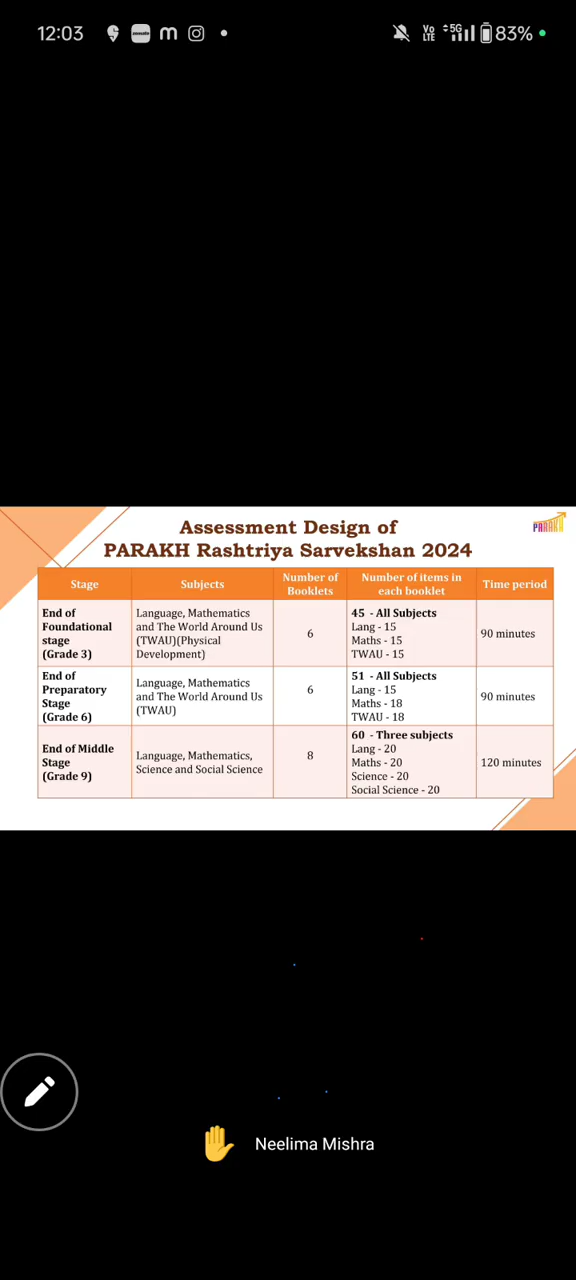 12:03
m
Vo
LTE
5G
83%
Assessment Design of
PARAKH Rashtriya Sarvekshan 2024
PARAKH
Stage
Subjects
Number of
Booklets
Number of items in
each booklet
Time period
End of
Foundational
stage
(Grade 3)
Language, Mathematics
and The World Around Us
(TWAU)(Physical
Development)
6
45 - All Subjects
Lang - 15
Maths - 15
TWAU - 15
90 minutes
End of
Preparatory
Stage
(Grade 6)
Language, Mathematics
and The World Around Us
(TWAU)
6
51 - All Subjects
Lang - 15
Maths - 18
TWAU - 18
90 minutes
End of Middle
Stage
(Grade 9)
Language, Mathematics,
Science and Social Science
8
60 - Three subjects
Lang - 20
Maths - 20
Science - 20
Social Science - 20
120 minutes
Neelima Mishra